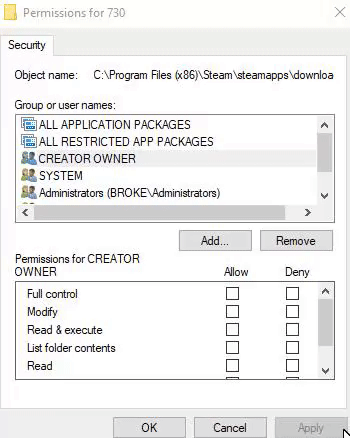 Permissions for 730
Security
Object name: C:\Program Files (x86)\Steam\steamapps\downloa
Group or user names:
ALL APPLICATION PACKAGES
ALL RESTRICTED APP PACKAGES
CREATOR OWNER
SYSTEM
Administrators (BROKE\Administrators)
Add... Remove
Permissions for CREATOR
OWNER Allow Deny
Full control
Modify
Read & execute
List folder contents
Read
OK Cancel Apply